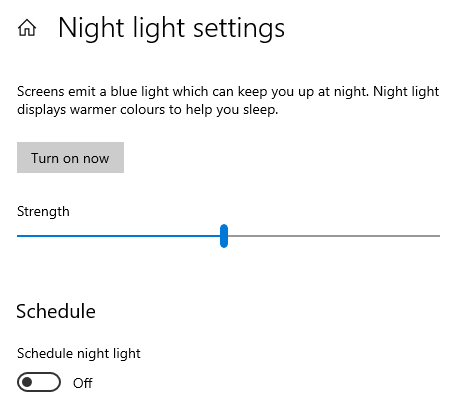 Night light settings
Screens emit a blue light which can keep you up at night. Night light
displays warmer colours to help you sleep.
Turn on now
Strength
Schedule
Schedule night light
Off